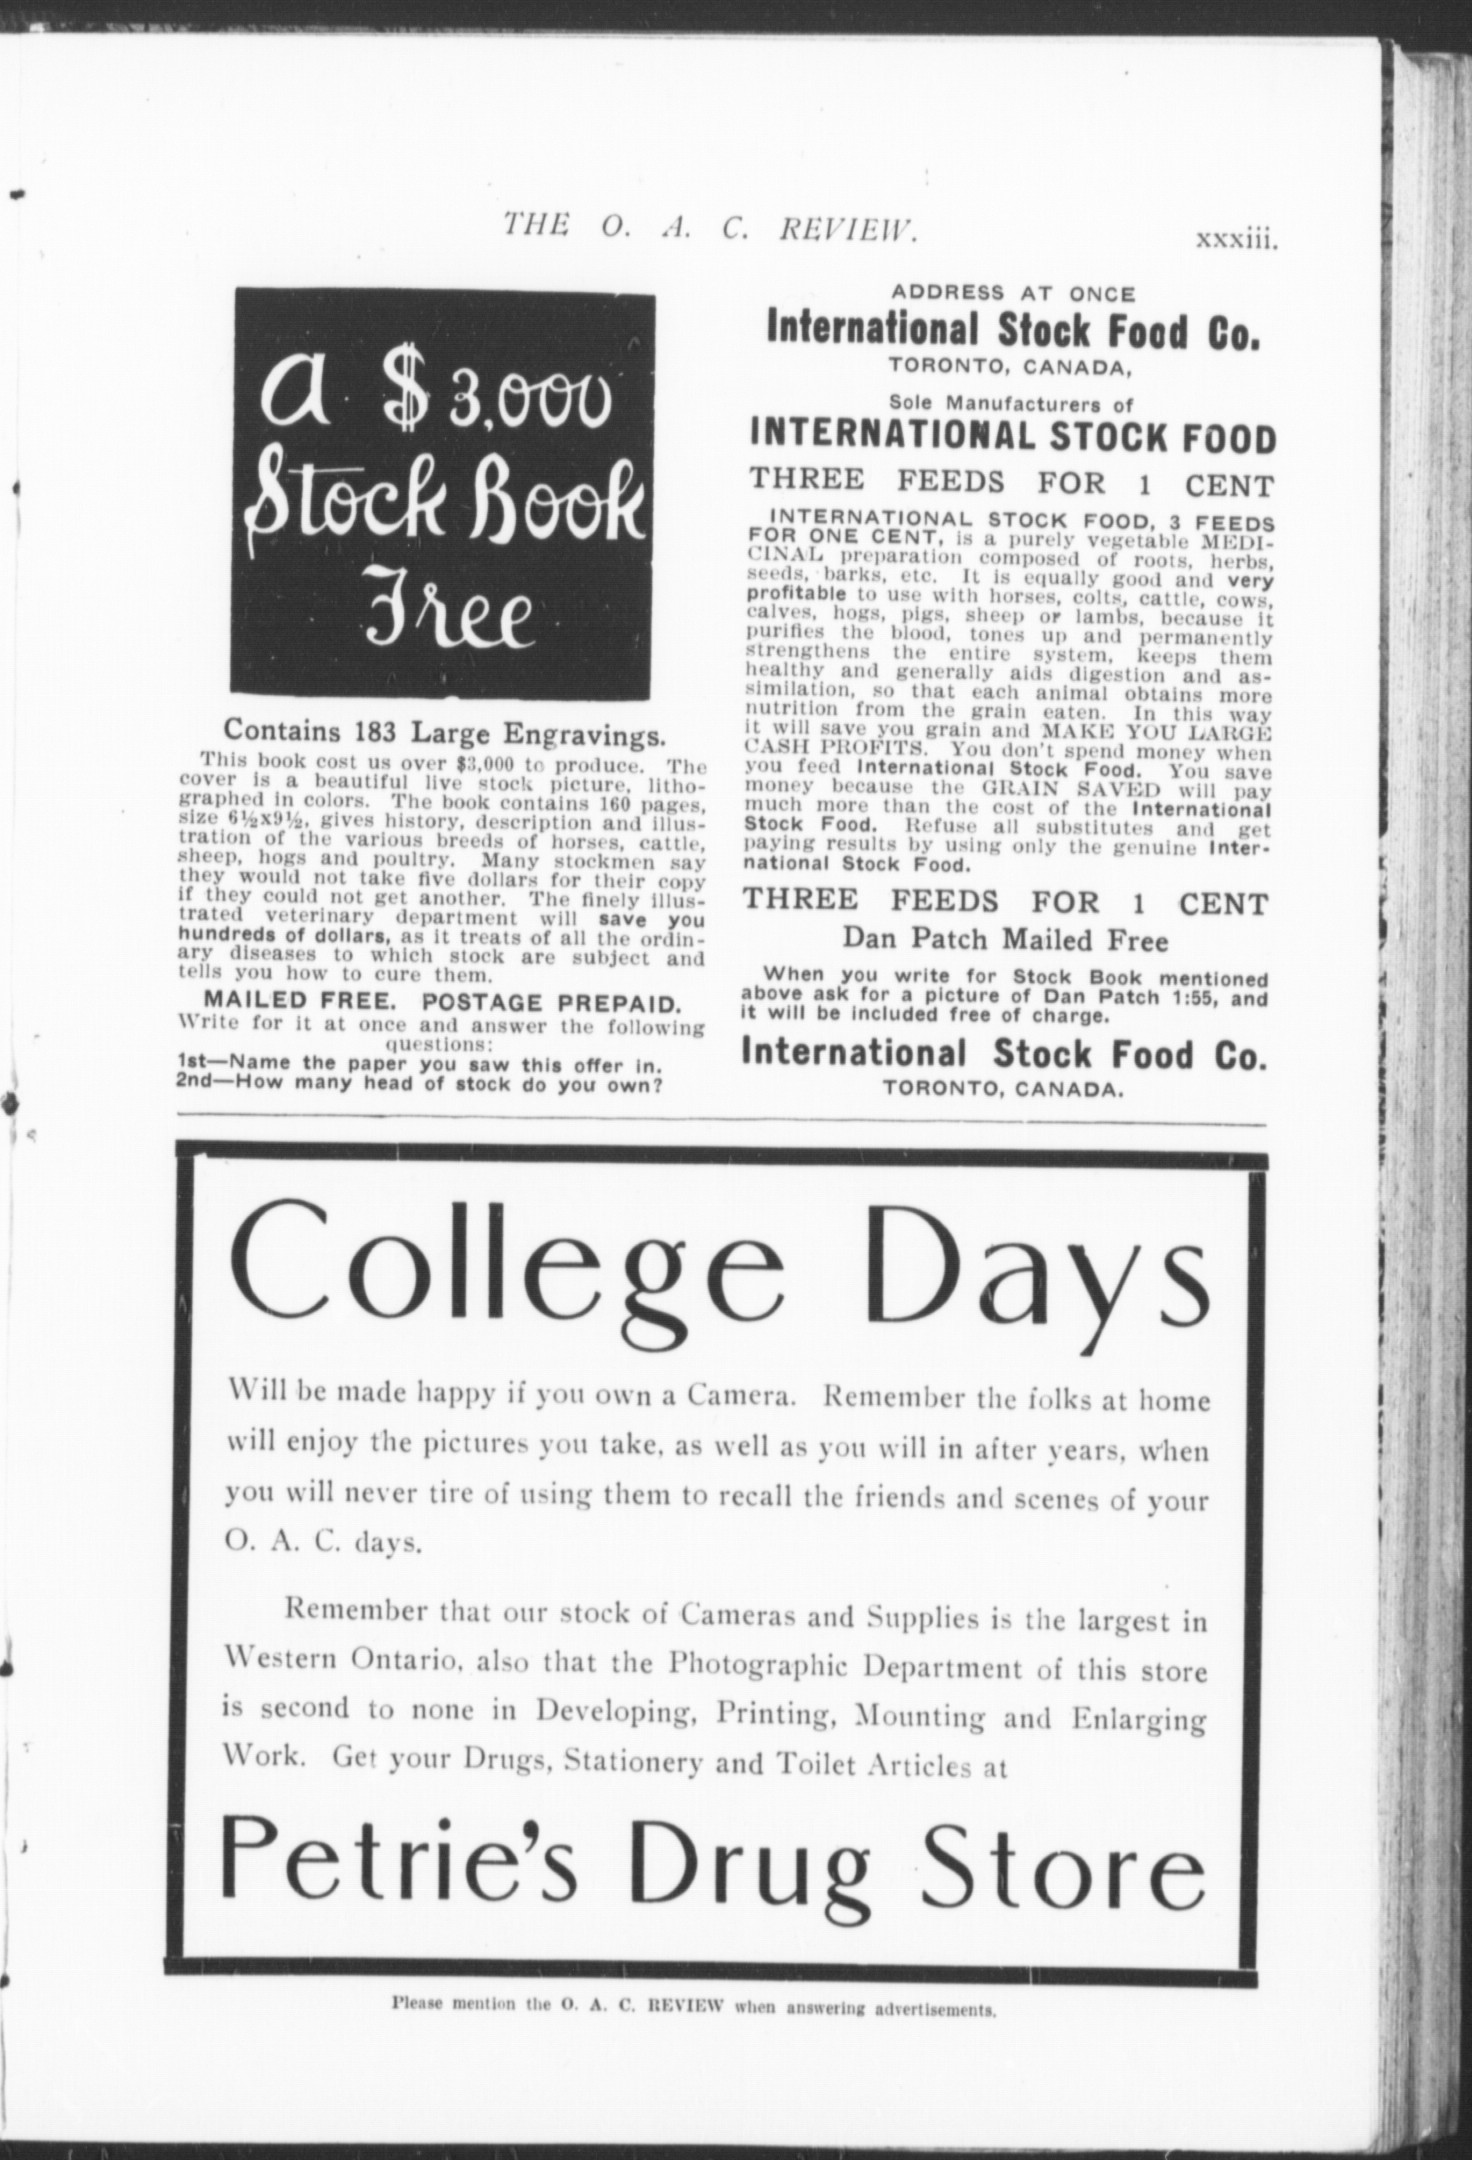 THE O. A. C. REVIEW.
xxxiii.
A $3,000
Stock Book
Free
Contains 183 Large Engravings.
This book cost us over $3,000 to produce. The
cover is a beautiful live stock picture, litho-
graphed in colors. The book contains 160 pages,
size 6½x9½, gives history, description and illus-
tration of the various breeds of horses, cattle,
sheep, hogs and poultry. Many stockmen say
they would not take five dollars for their copy
if they could not get another. The finely illus-
trated veterinary department will save you
hundreds of dollars, as it treats of all the ordin-
ary diseases to which stock are subject and
tells you how to cure them.
MAILED FREE. POSTAGE PREPAID.
Write for it at once and answer the following
questions:
1st—Name the paper you saw this offer in.
2nd—How many head of stock do you own?
ADDRESS AT ONCE
International Stock Food Co.
TORONTO, CANADA,
Sole Manufacturers of
INTERNATIONAL STOCK FOOD
THREE FEEDS FOR 1 CENT
INTERNATIONAL STOCK FOOD, 3 FEEDS
FOR ONE CENT, is a purely vegetable MEDI-
CINAL preparation composed of roots, herbs,
seeds, barks, etc. It is equally good and very
profitable to use with horses, colts, cattle, cows,
calves, hogs, pigs, sheep or lambs, because it
purifies the blood, tones up and permanently
strengthens the entire system, keeps them
healthy and generally aids digestion and as-
similation, so that each animal obtains more
nutrition from the grain eaten. In this way
it will save you grain and MAKE YOU LARGE
CASH PROFITS. You don't spend money when
you feed International Stock Food. You save
money because the GRAIN SAVED will pay
much more than the cost of the International
Stock Food. Refuse all substitutes and get
paying results by using only the genuine Inter-
national Stock Food.
THREE FEEDS FOR 1 CENT
Dan Patch Mailed Free
When you write for Stock Book mentioned
above ask for a picture of Dan Patch 1:55, and
it will be included free of charge.
International Stock Food Co.
TORONTO, CANADA.
College Days
Will be made happy if you own a Camera. Remember the folks at home
will enjoy the pictures you take, as well as you will in after years, when
you will never tire of using them to recall the friends and scenes of your
O. A. C. days.
Remember that our stock of Cameras and Supplies is the largest in
Western Ontario, also that the Photographic Department of this store
is second to none in Developing, Printing, Mounting and Enlarging
Work. Get your Drugs, Stationery and Toilet Articles at
Petrie's Drug Store
Please mention the O. A. C. REVIEW when answering advertisements.